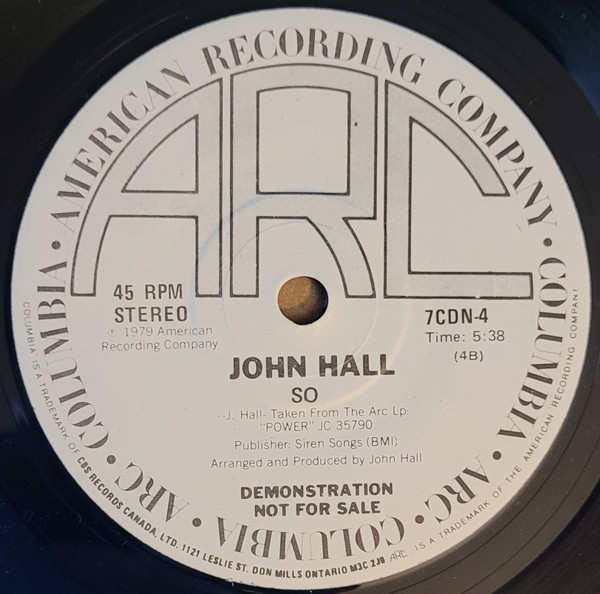 COLUMBIA • AMERICAN RECORDING COMPANY • COLUMBIA • ARC • COLUMBIA • ARC •
ARC
45 RPM
STEREO
℗ 1979 American
Recording Company
7CDN-4
Time: 5:38
(4B)
JOHN HALL
SO
-J. Hall- Taken From The Arc Lp:
"POWER" JC 35790
Publisher: Siren Songs (BMI)
Arranged and Produced by John Hall
DEMONSTRATION
NOT FOR SALE
COLUMBIA IS A TRADEMARK OF CBS RECORDS CANADA, LTD. 1121 LESLIE ST. DON MILLS ONTARIO M3C 2J9 ARC IS A TRADEMARK OF THE AMERICAN RECORDING COMPANY